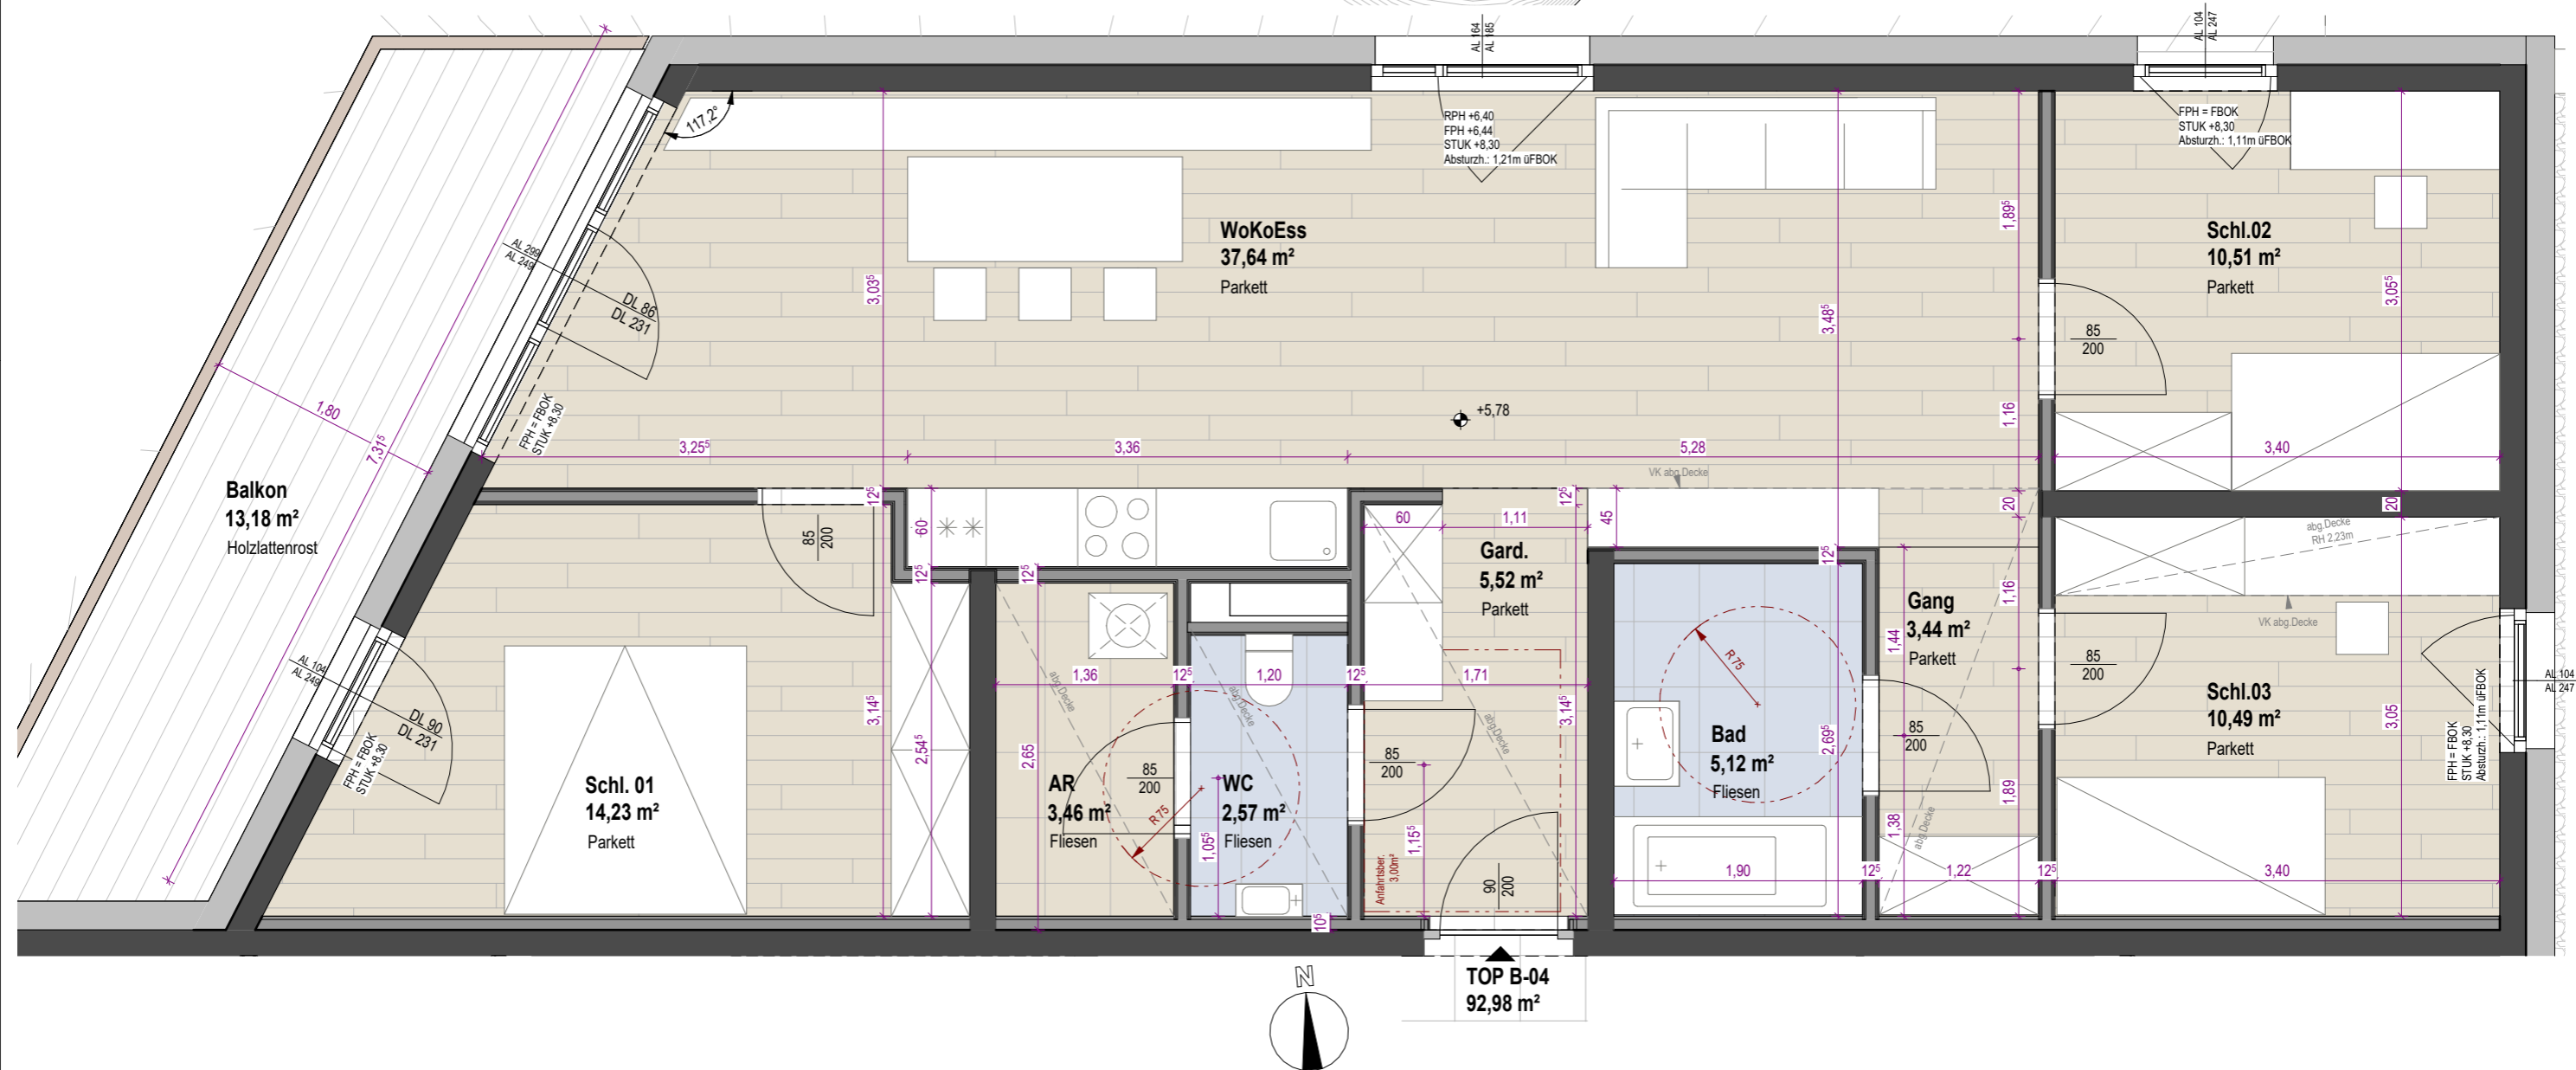 AL 164
AL 185
AL 104
AL 247
117,2°
RPH +6,40
FPH +6,44
STUK +8,30
Absturzh.: 1,21m üFBOK
FPH = FBOK
STUK +8,30
Absturzh.: 1,11m üFBOK
WoKoEss
37,64 m²
Parkett
Schl.02
10,51 m²
Parkett
1,89⁵
3,03⁵
3,48⁵
3,05⁵
AL 299
AL 249
DL 86
DL 231
85
200
1,80
7,31⁵
FPH = FBOK
STUK +8,30
+5,78
1,16
3,25⁵
3,36
5,28
3,40
VK abg.Decke
Balkon
13,18 m²
Holzlattenrost
12⁵
60
12⁵
85
200
60
1,11
45
20
20
abg.Decke
RH 2,23m
Gard.
5,52 m²
Parkett
12⁵
12⁵
12⁵
Gang
3,44 m²
Parkett
1,16
VK abg.Decke
AL 104
AL 249
DL 90
DL 231
FPH = FBOK
STUK +8,30
1,36
12⁵
1,20
12⁵
1,71
abg.Decke
abg.Decke
abg.Decke
3,14⁵
3,14⁵
2,54⁵
2,65
R75
1,44
85
200
Schl.03
10,49 m²
Parkett
3,05
AL 104
AL 247
FPH = FBOK
STUK +8,30
Absturzh.: 1,11m üFBOK
Schl. 01
14,23 m²
Parkett
AR
3,46 m²
Fliesen
85
200
R75
WC
2,57 m²
Fliesen
1,05⁵
85
200
1,15⁵
Anfahrtsber.
3,00m²
90
200
Bad
5,12 m²
Fliesen
2,69⁵
85
200
1,38
abg.Decke
1,89
1,90
12⁵
1,22
12⁵
3,40
10⁵
N
TOP B-04
92,98 m²